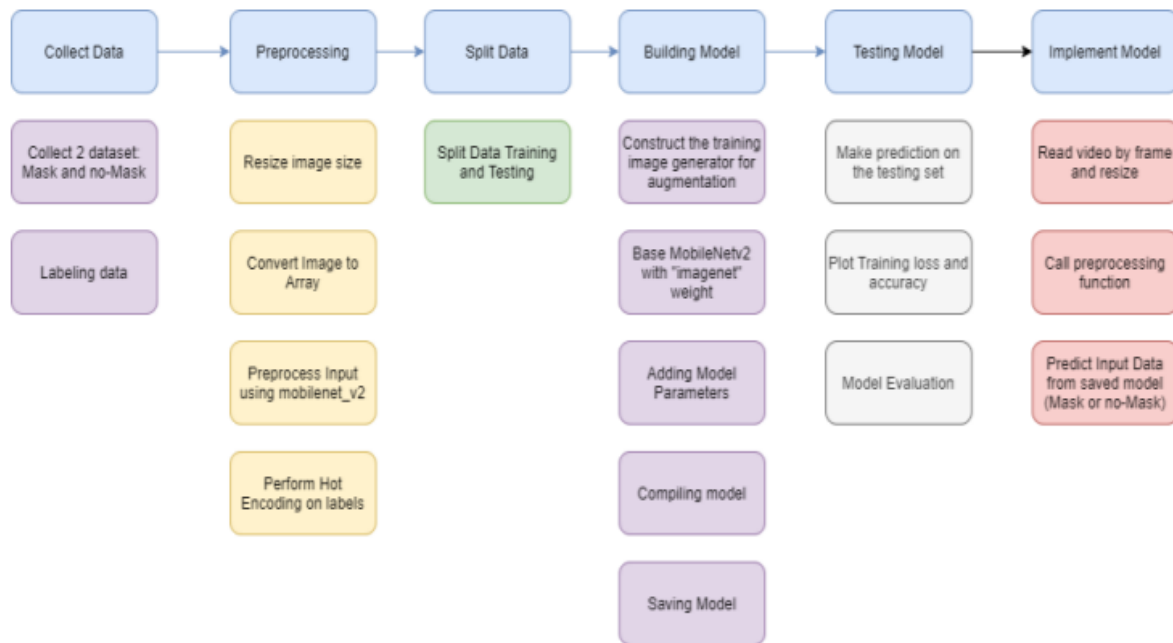 Collect Data
Preprocessing
Split Data
Building Model
Testing Model
Implement Model
Collect 2 dataset:
Mask and no-Mask
Labeling data
Resize image size
Convert Image to
Array
Preprocess Input
using mobilenet_v2
Perform Hot
Encoding on labels
Split Data Training
and Testing
Construct the training
image generator for
augmentation
Base MobileNetv2
with "imagenet"
weight
Adding Model
Parameters
Compiling model
Saving Model
Make prediction on
the testing set
Plot Training loss and
accuracy
Model Evaluation
Read video by frame
and resize
Call preprocessing
function
Predict Input Data
from saved model
(Mask or no-Mask)